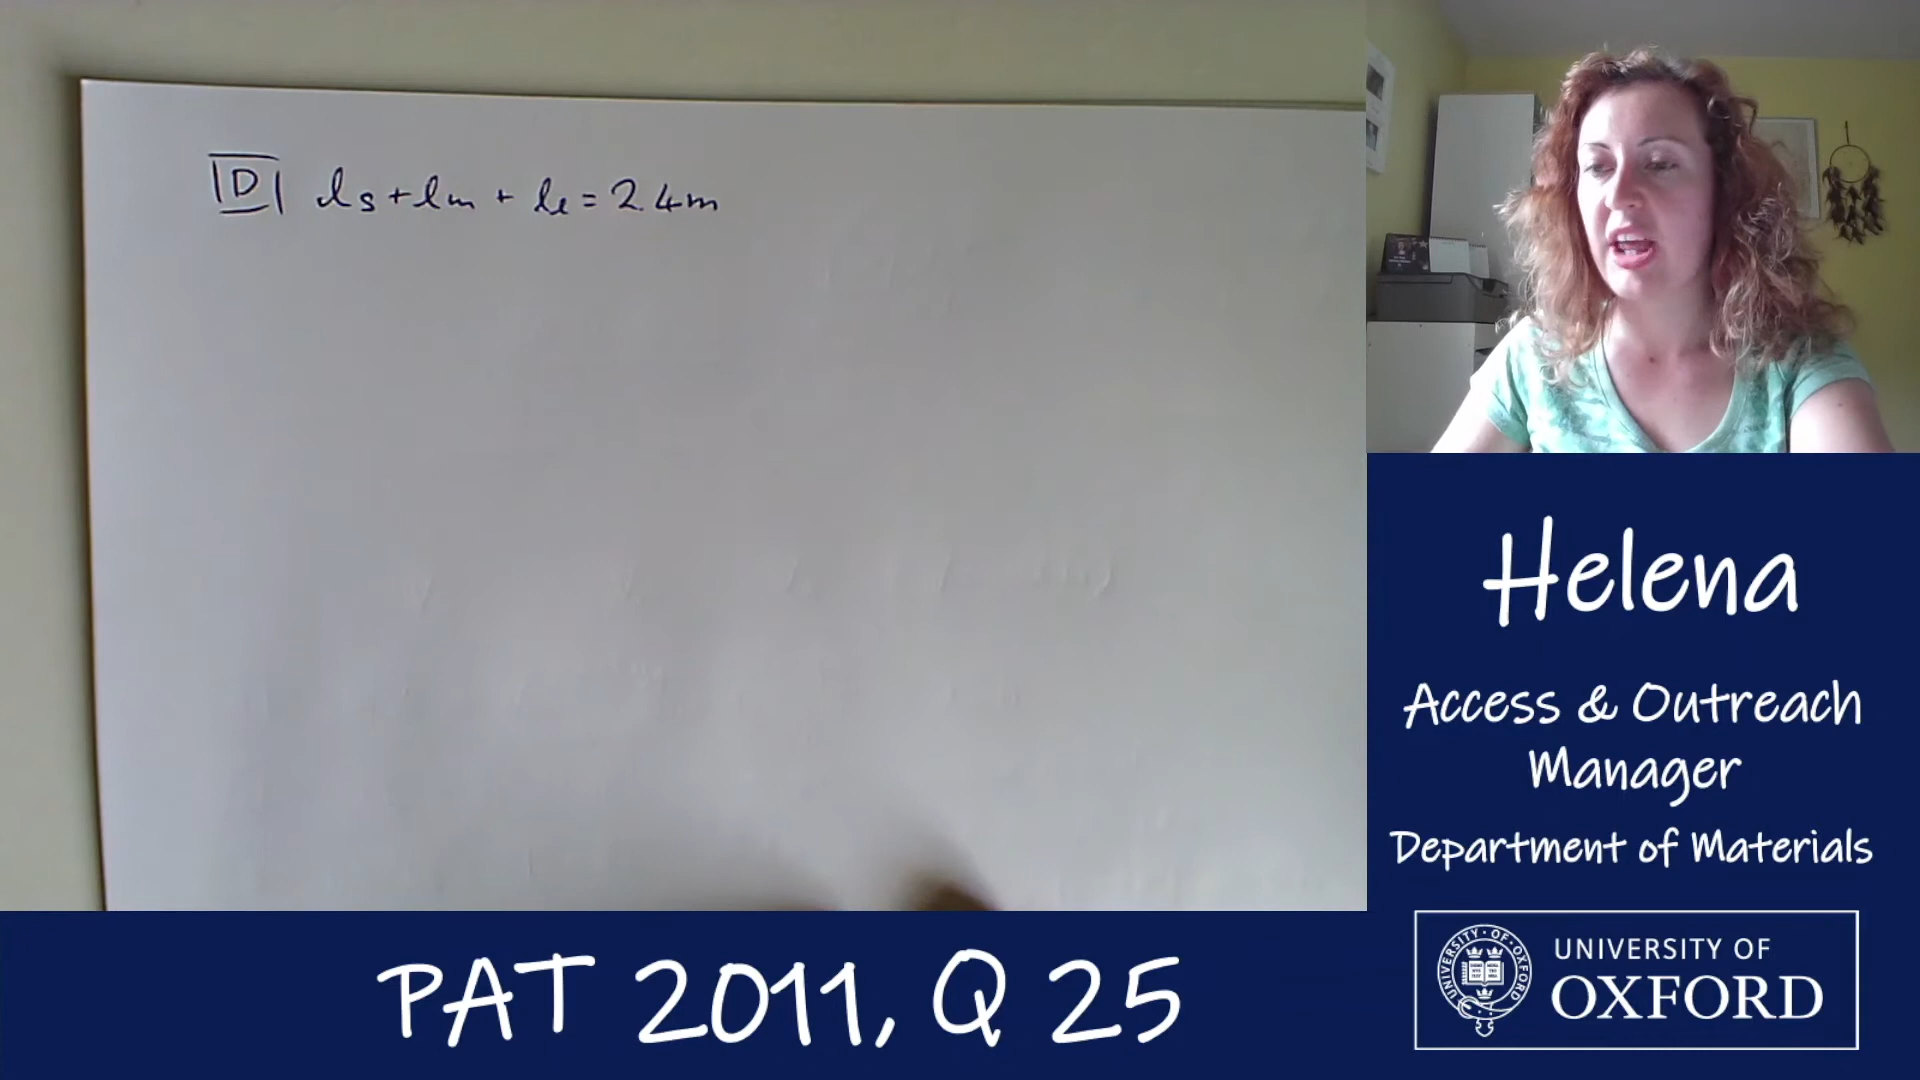 D ls + lm + le = 2.4m
Helena
Access & Outreach
Manager
Department of Materials
UNIVERSITY OF
OXFORD
PAT 2011, Q 25